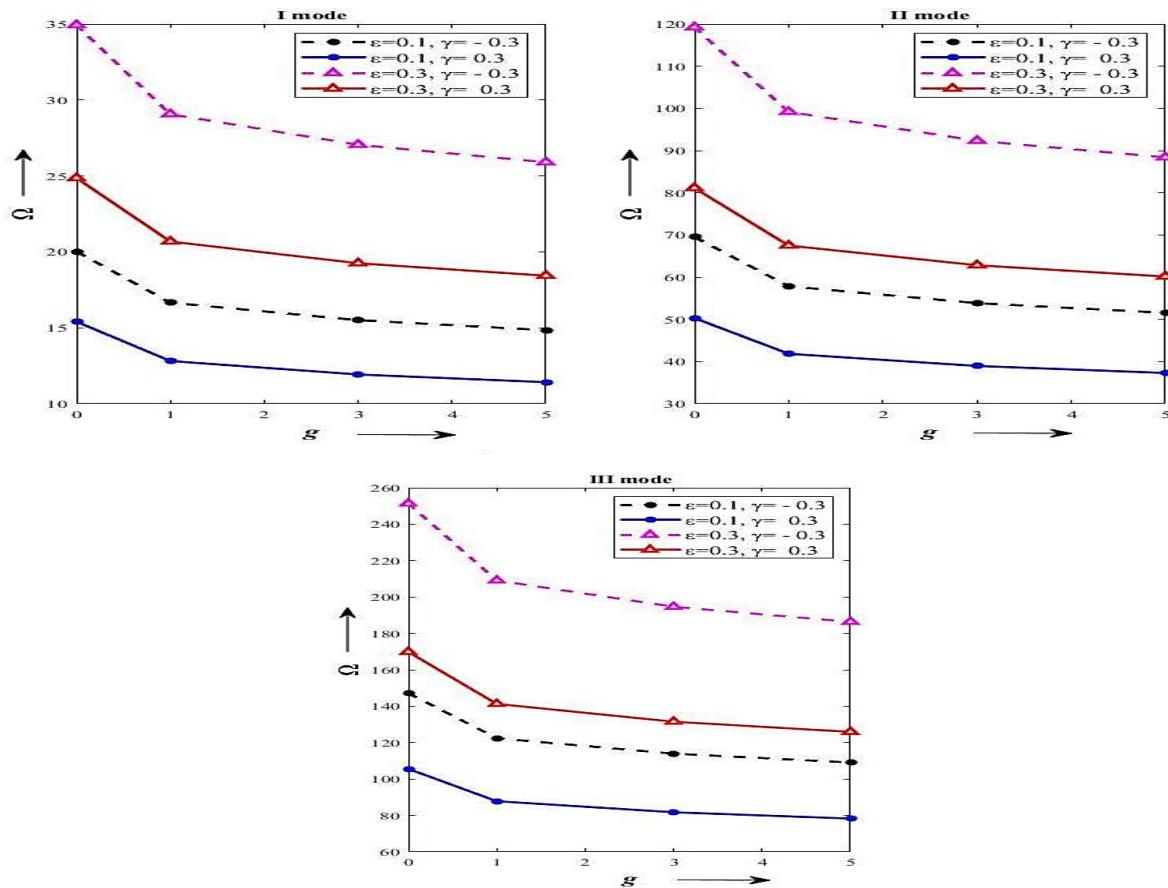 I mode
35
30
25
20
15
10
Ω
ε=0.1, γ= - 0.3
ε=0.1, γ= 0.3
ε=0.3, γ= - 0.3
ε=0.3, γ= 0.3
0 1 2 3 4 5
g
II mode
120
110
100
90
80
70
60
50
40
30
Ω
ε=0.1, γ= - 0.3
ε=0.1, γ= 0.3
ε=0.3, γ= - 0.3
ε=0.3, γ= 0.3
0 1 2 3 4 5
g
III mode
260
240
220
200
180
160
140
120
100
80
60
Ω
ε=0.1, γ= - 0.3
ε=0.1, γ= 0.3
ε=0.3, γ= - 0.3
ε=0.3, γ= 0.3
0 1 2 3 4 5
g